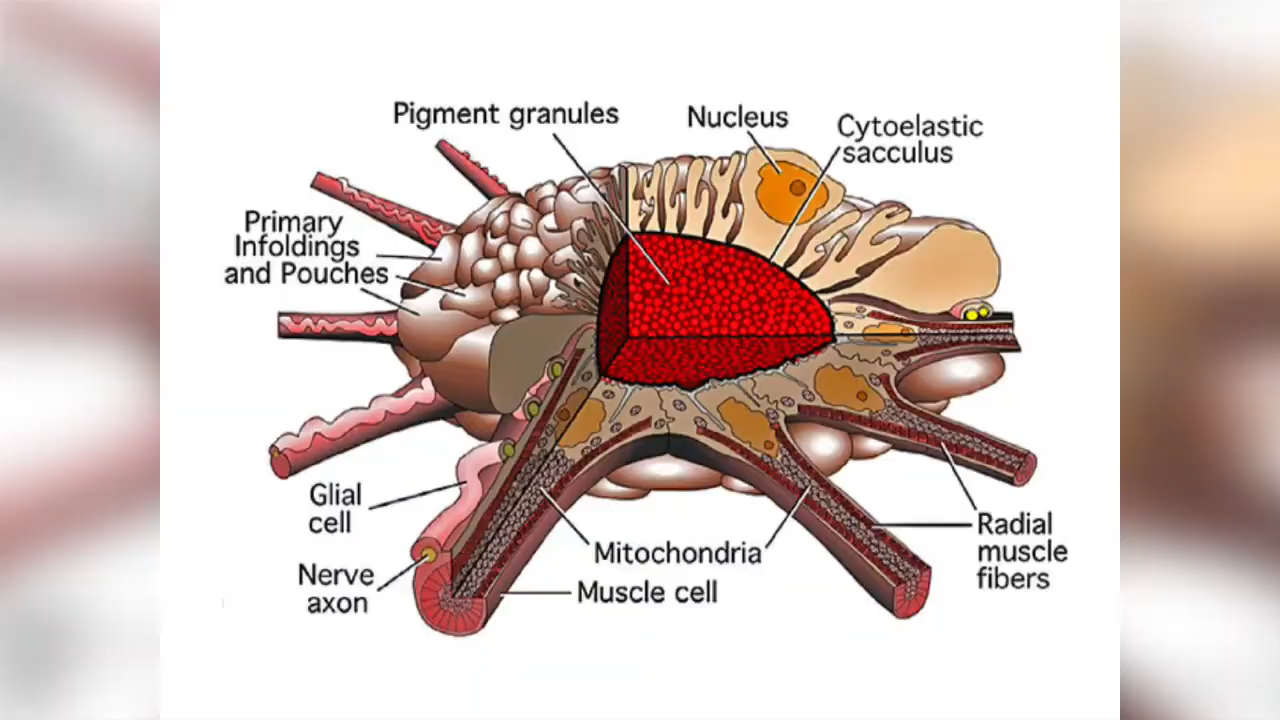 Pigment granules
Nucleus
Cytoelastic
sacculus
Primary
Infoldings
and Pouches
Glial
cell
Nerve
axon
Mitochondria
Muscle cell
Radial
muscle
fibers